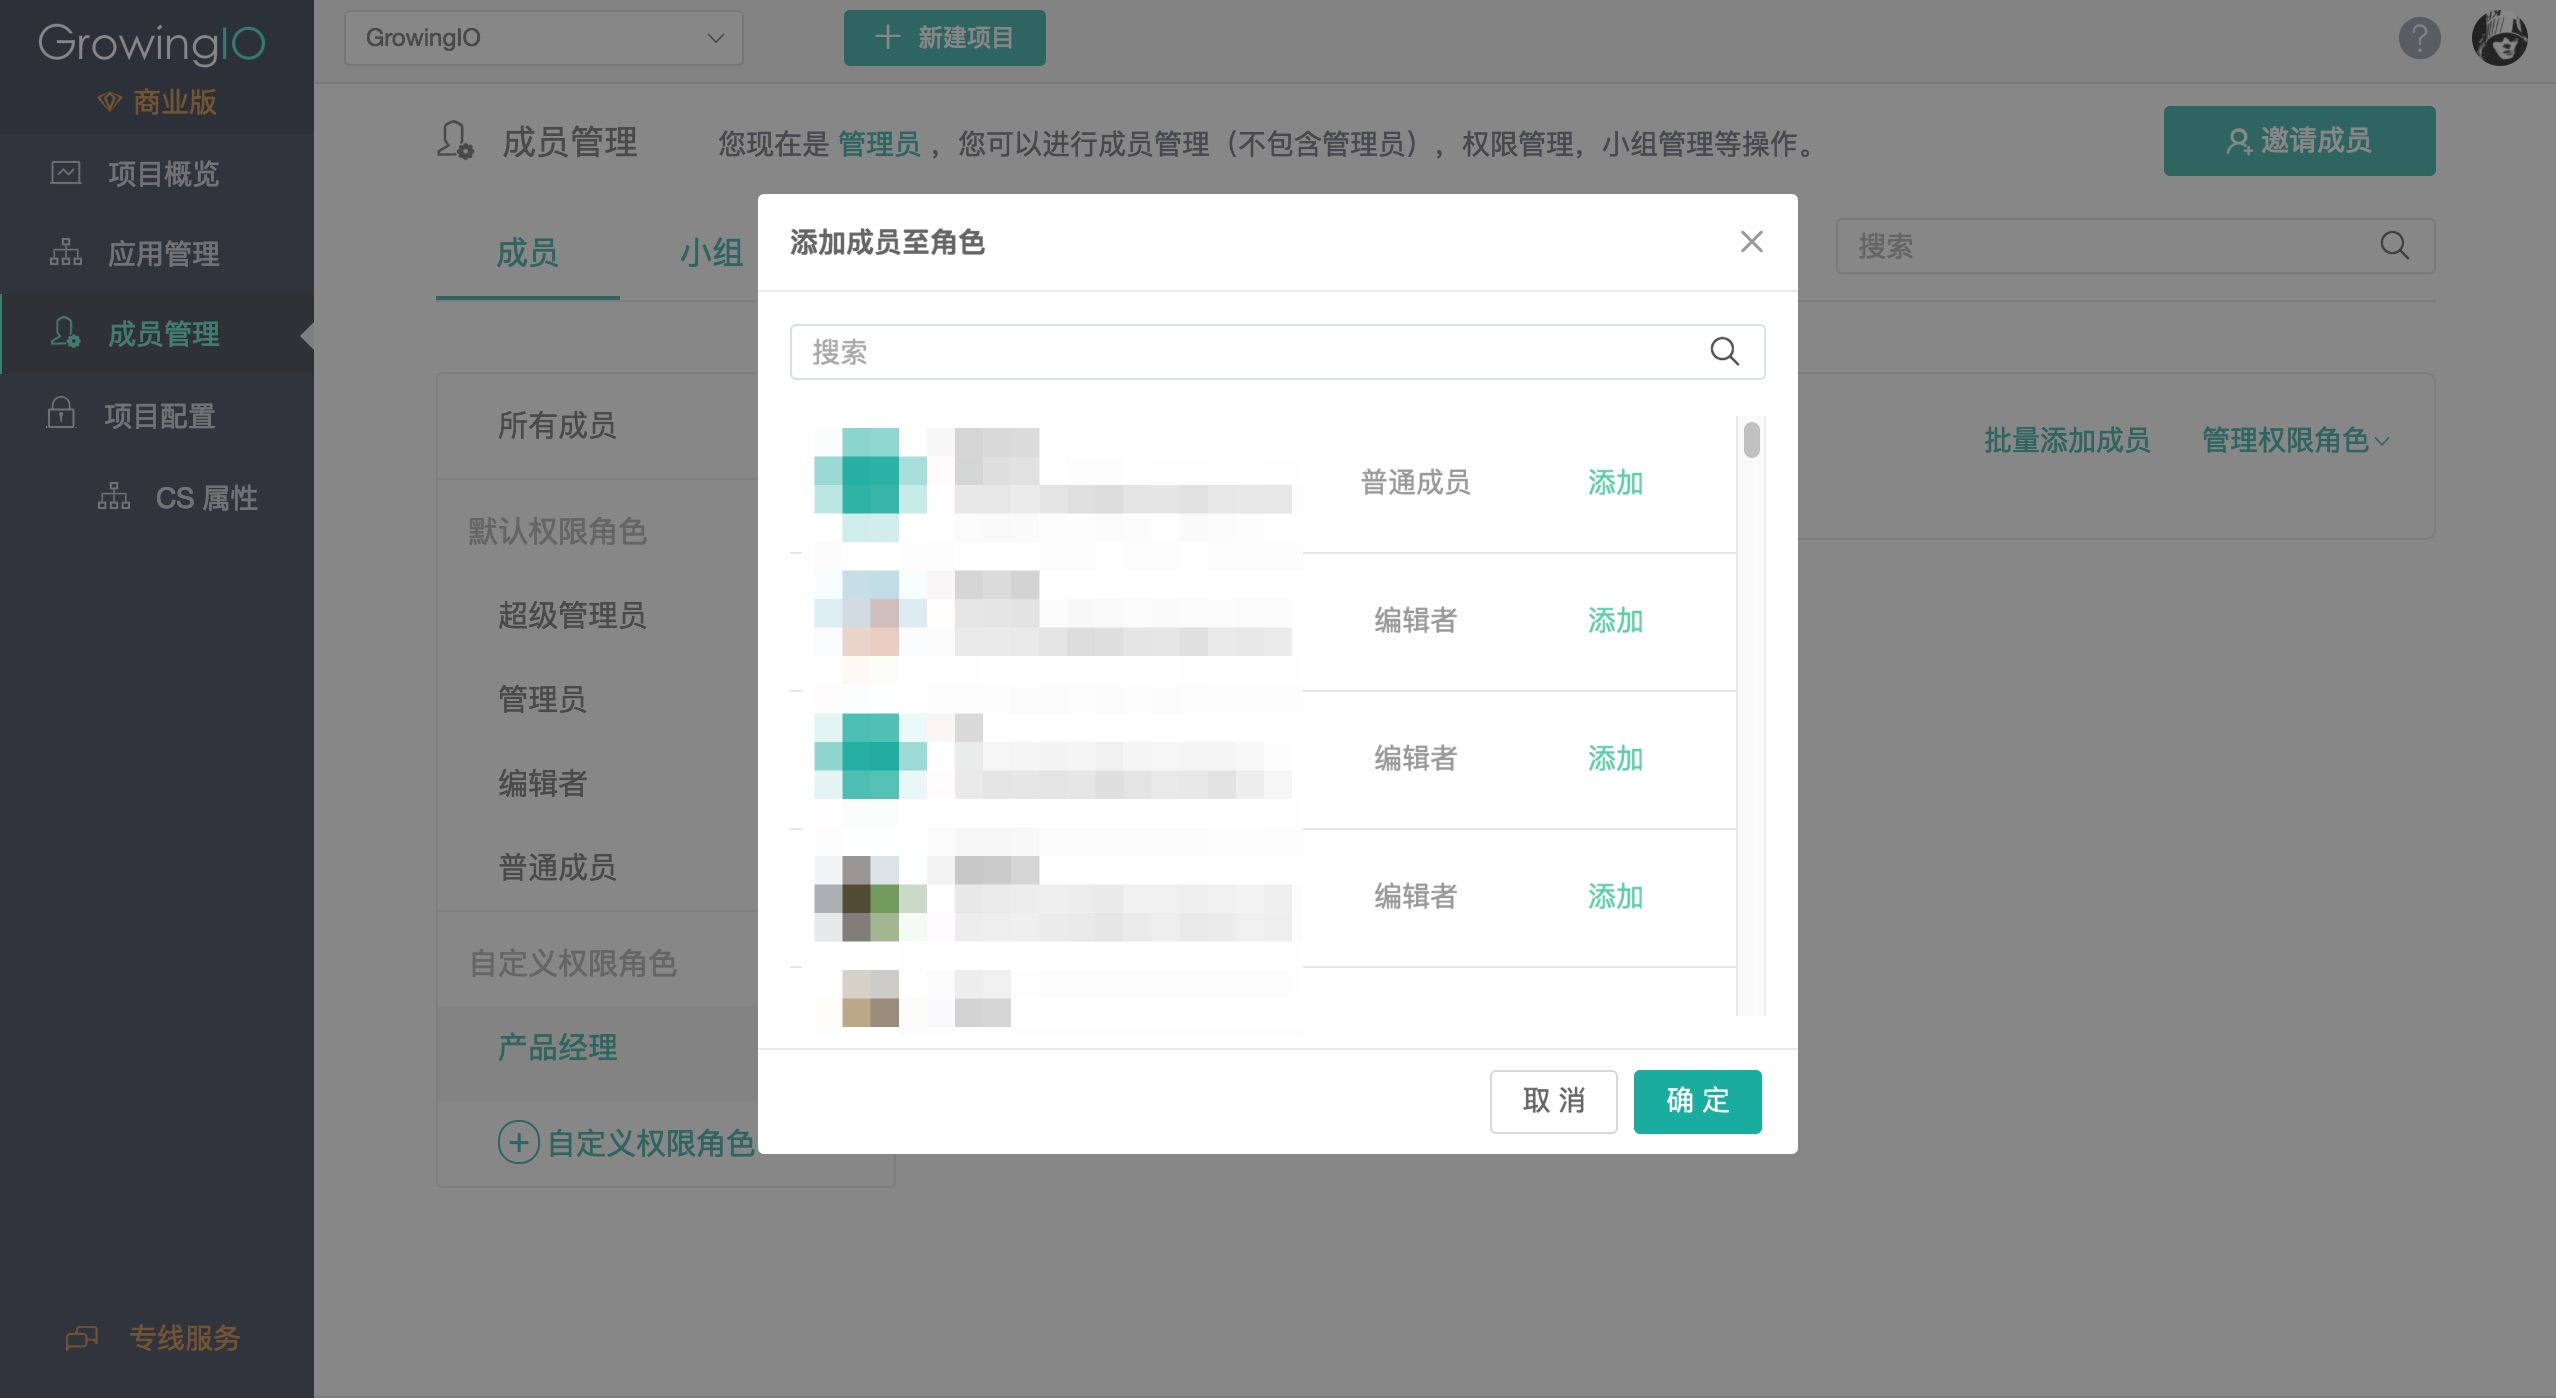 GrowingIO
商业版
项目概览
应用管理
成员管理
项目配置
CS 属性
专线服务
GrowingIO
新建项目
?
成员管理
您现在是 管理员 ，您可以进行成员管理（不包含管理员），权限管理，小组管理等操作。
邀请成员
成员
小组
搜索
所有成员
默认权限角色
超级管理员
管理员
编辑者
普通成员
自定义权限角色
产品经理
自定义权限角色
批量添加成员
管理权限角色
添加成员至角色
搜索
普通成员 添加
编辑者 添加
编辑者 添加
编辑者 添加
取 消
确 定